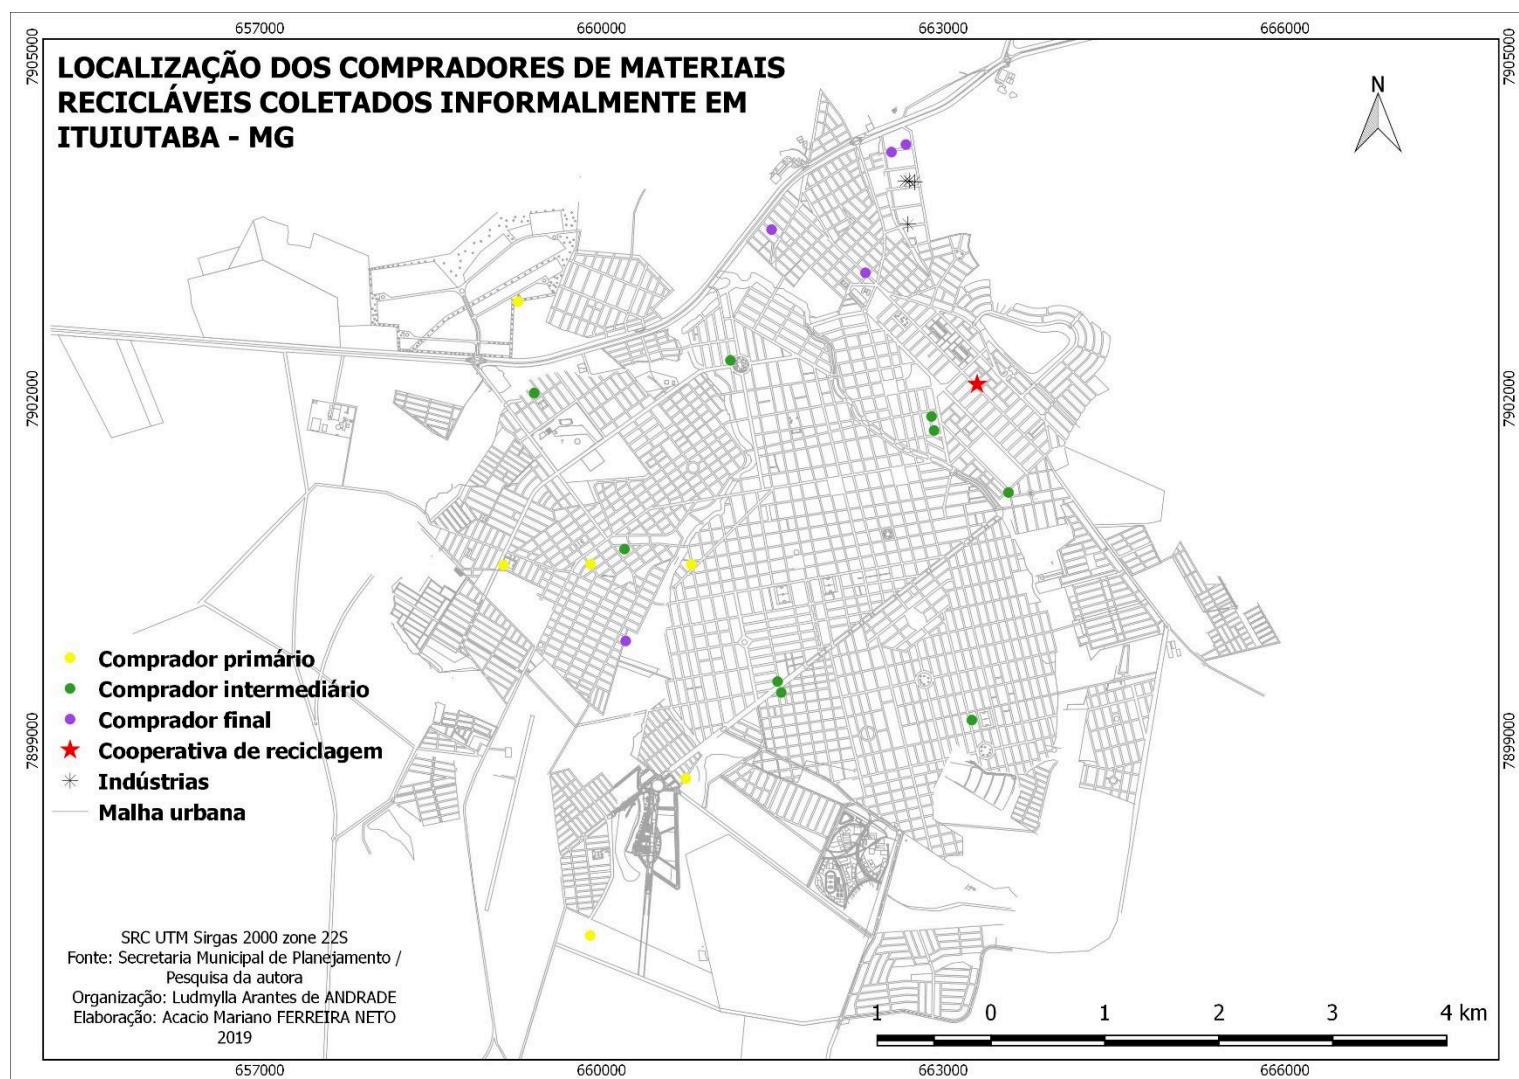 657000
660000
663000
666000
7905000
7905000
LOCALIZAÇÃO DOS COMPRADORES DE MATERIAIS
RECICLÁVEIS COLETADOS INFORMALMENTE EM
ITUIUTABA - MG
N
7902000
7902000
Comprador primário
Comprador intermediário
Comprador final
Cooperativa de reciclagem
Indústrias
Malha urbana
7899000
7899000
SRC UTM Sirgas 2000 zone 22S
Fonte: Secretaria Municipal de Planejamento /
Pesquisa da autora
Organização: Ludmylla Arantes de ANDRADE
Elaboração: Acacio Mariano FERREIRA NETO
2019
1 0 1 2 3 4 km
657000
660000
663000
666000